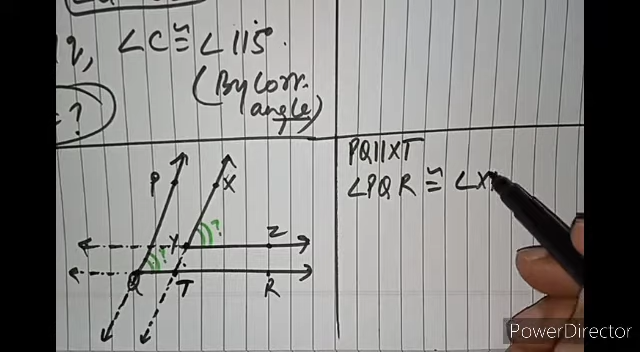 q, ∠C ≅ ∠115°.
(By Corr.
angle)
= ?
PQ||XT
∠PQR ≅ ∠X
P
X
?
Y
Z
?
Q
T
R
PowerDirector